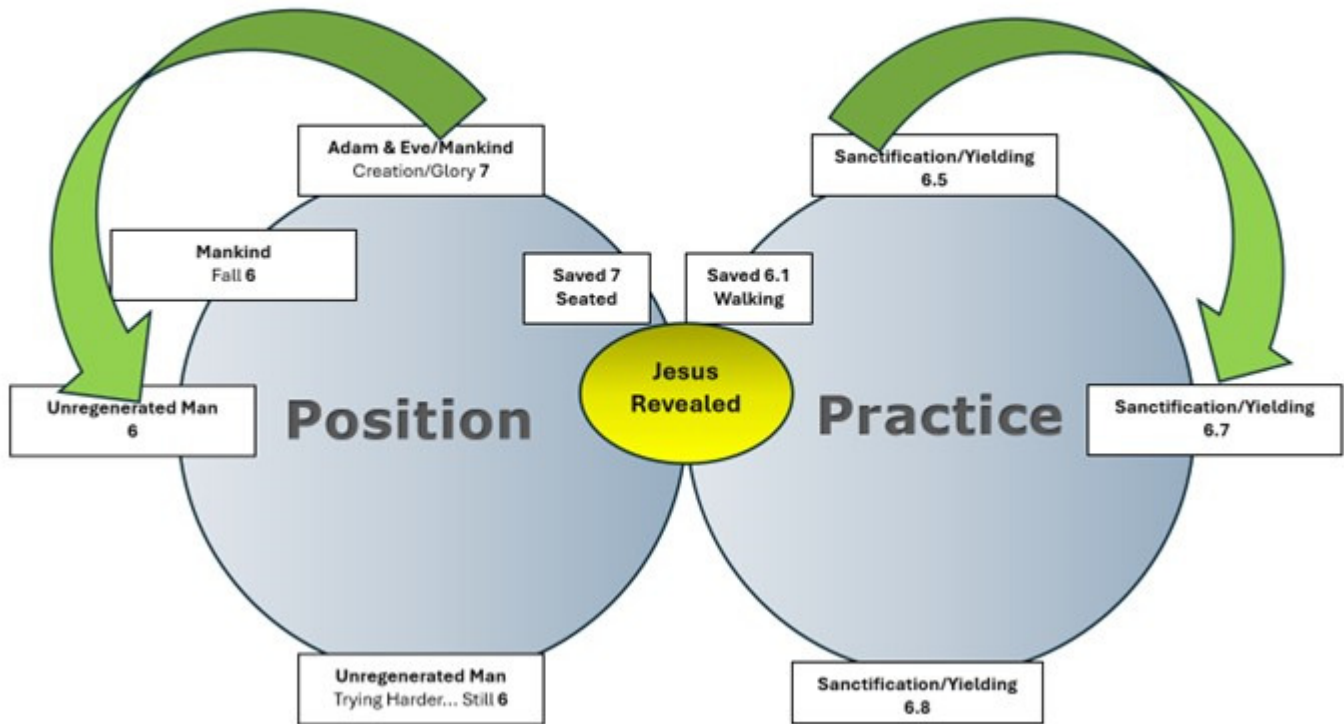 Adam & Eve/Mankind
Creation/Glory 7
Mankind
Fall 6
Unregenerated Man
6
Unregenerated Man
Trying Harder... Still 6
Position
Saved 7
Seated
Jesus
Revealed
Saved 6.1
Walking
Practice
Sanctification/Yielding
6.5
Sanctification/Yielding
6.7
Sanctification/Yielding
6.8